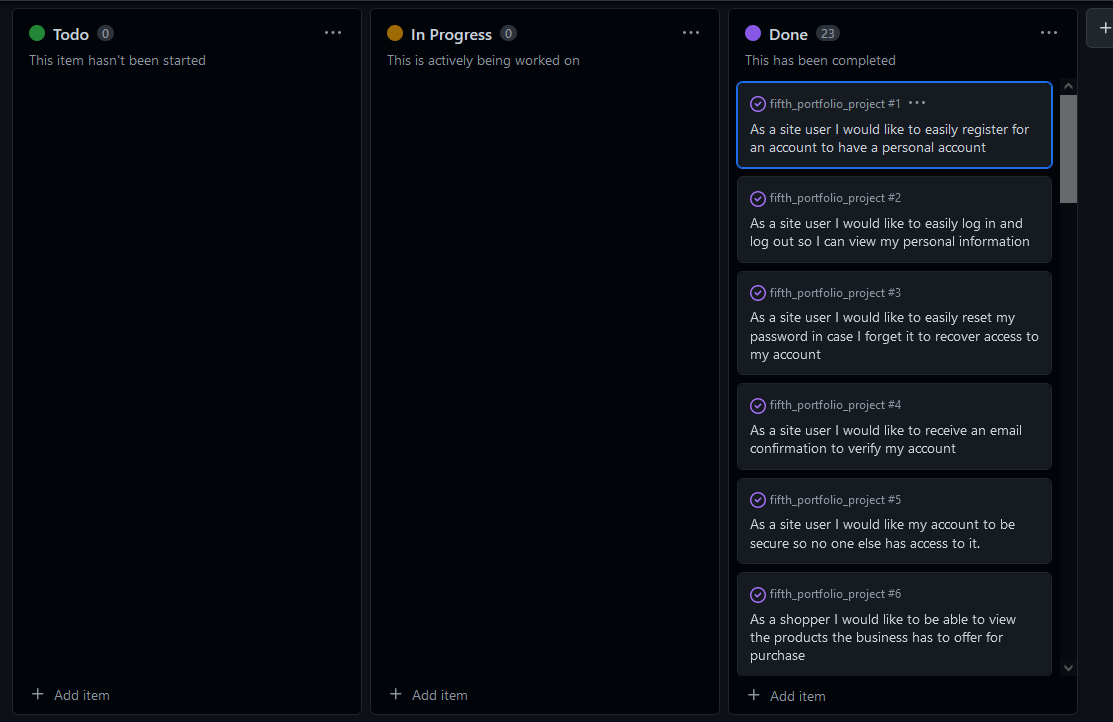 Todo 0
This item hasn't been started
Add item
In Progress 0
This is actively being worked on
Add item
Done 23
This has been completed
fifth_portfolio_project #1
As a site user I would like to easily register for
an account to have a personal account
fifth_portfolio_project #2
As a site user I would like to easily log in and
log out so I can view my personal information
fifth_portfolio_project #3
As a site user I would like to easily reset my
password in case I forget it to recover access to
my account
fifth_portfolio_project #4
As a site user I would like to receive an email
confirmation to verify my account
fifth_portfolio_project #5
As a site user I would like my account to be
secure so no one else has access to it.
fifth_portfolio_project #6
As a shopper I would like to be able to view
the products the business has to offer for
purchase
Add item